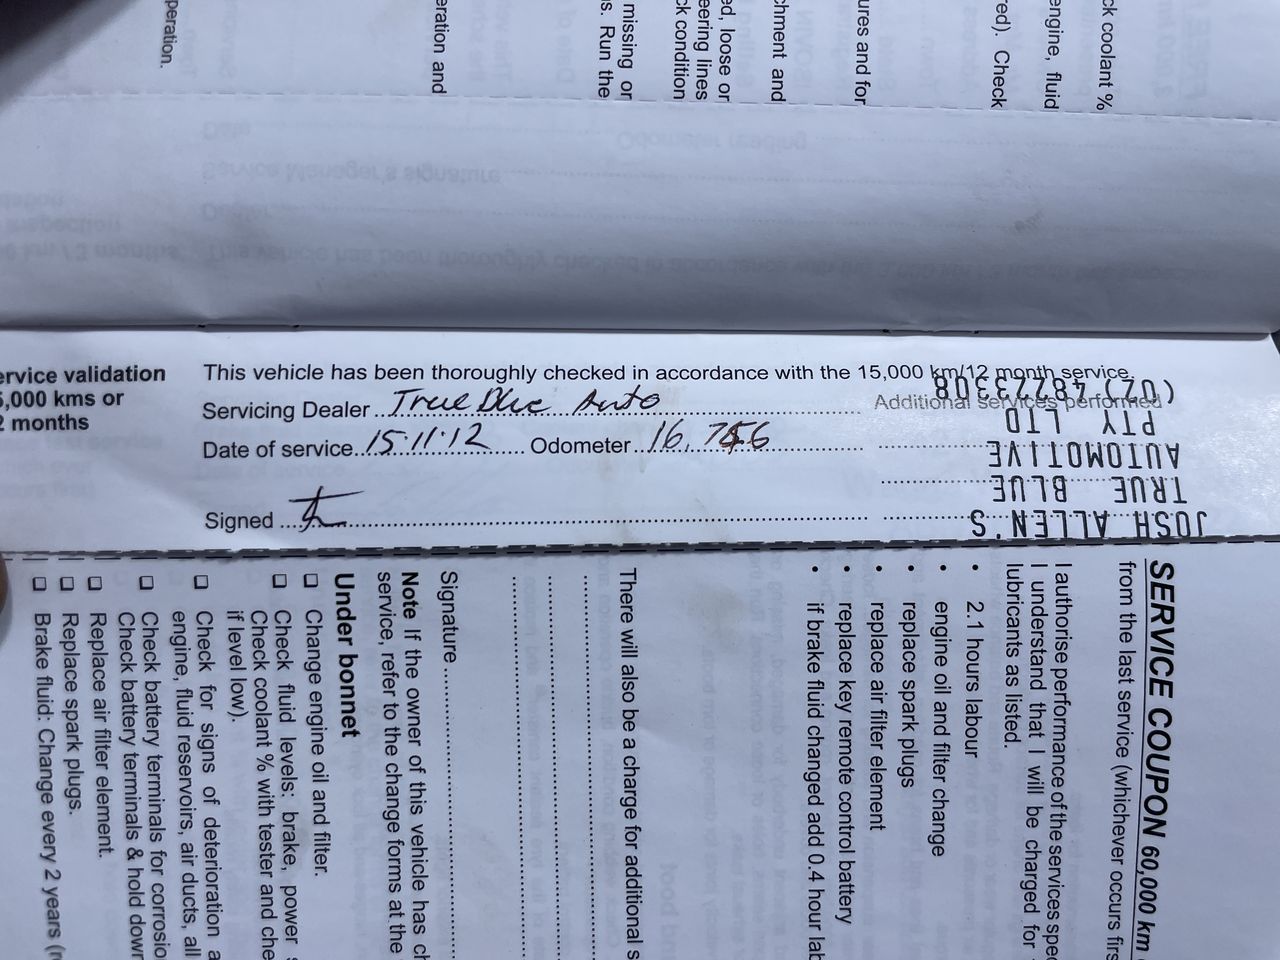 peration.
eration and
s. Run the
missing or
ck condition
eering lines
ed, loose or
chment and
ures and for
red). Check
engine, fluid
ck coolant %
ervice validation
5,000 kms or
2 months
This vehicle has been thoroughly checked in accordance with the 15,000 km/12 month service.
Servicing Dealer True Blue Auto
Additional services performed
Date of service 15.11.12 Odometer 16,756
Signed
JOSH ALLEN'S
TRUE BLUE
AUTOMOTIVE
PTY LTD
(02) 48723308
SERVICE COUPON 60,000 km
from the last service (whichever occurs firs
I authorise performance of the services spec
I understand that I will be charged for
lubricants as listed.
• 2.1 hours labour
• engine oil and filter change
• replace spark plugs
• replace air filter element
• replace key remote control battery
• if brake fluid changed add 0.4 hour lab
There will also be a charge for additional s
Signature
Note If the owner of this vehicle has ch
service, refer to the change forms at the
Under bonnet
Change engine oil and filter.
Check fluid levels: brake, power s
Check coolant % with tester and che
if level low).
Check for signs of deterioration a
engine, fluid reservoirs, air ducts, all
Check battery terminals for corrosio
Check battery terminals & hold down
Replace air filter element.
Replace spark plugs.
Brake fluid: Change every 2 years (r